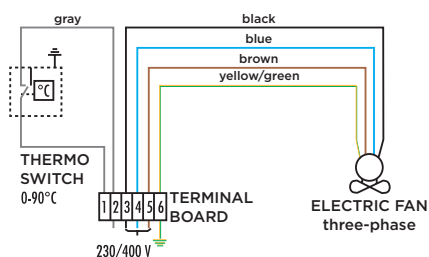 gray
black
blue
brown
yellow/green
°C
THERMO
SWITCH
0-90°C
1 2 3 4 5 6
TERMINAL
BOARD
230/400 V
ELECTRIC FAN
three-phase